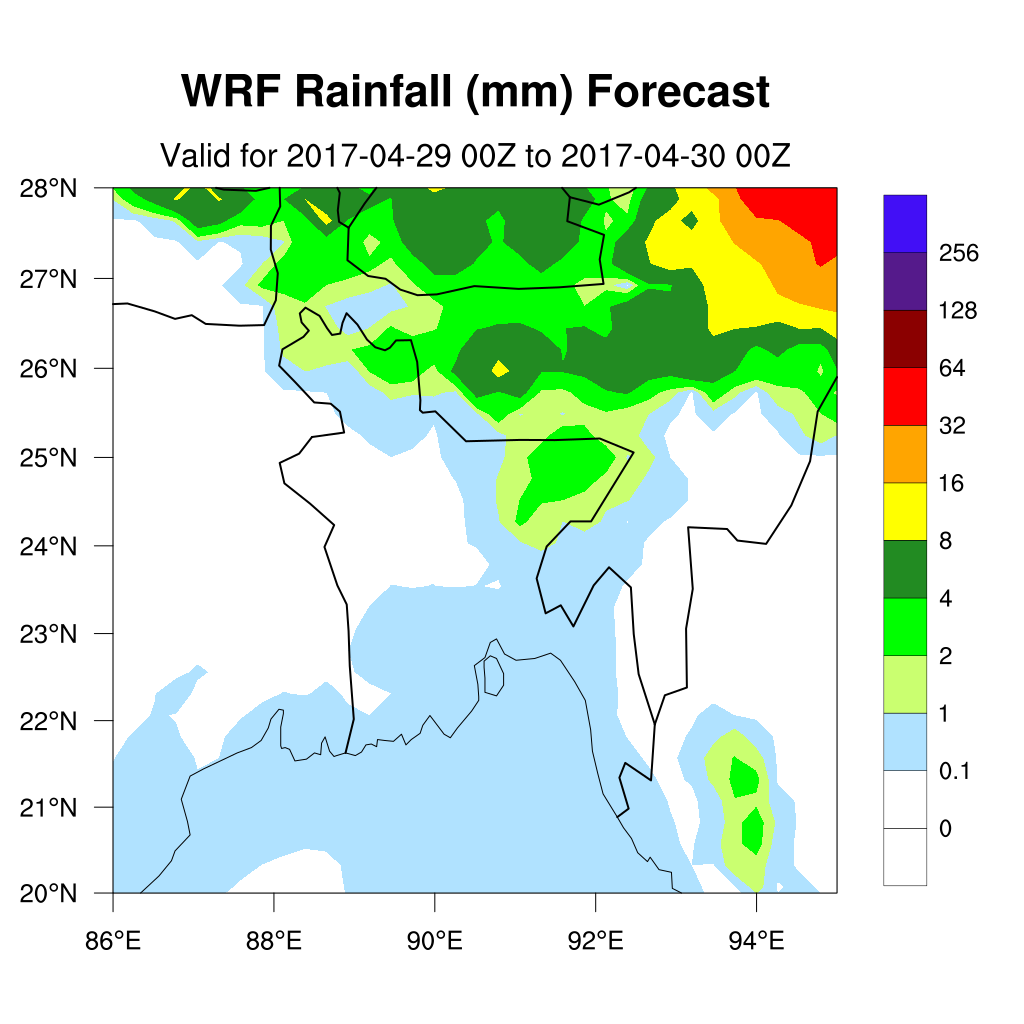 WRF Rainfall (mm) Forecast
Valid for 2017-04-29 00Z to 2017-04-30 00Z
28°N
27°N
26°N
25°N
24°N
23°N
22°N
21°N
20°N
86°E
88°E
90°E
92°E
94°E
256
128
64
32
16
8
4
2
1
0.1
0